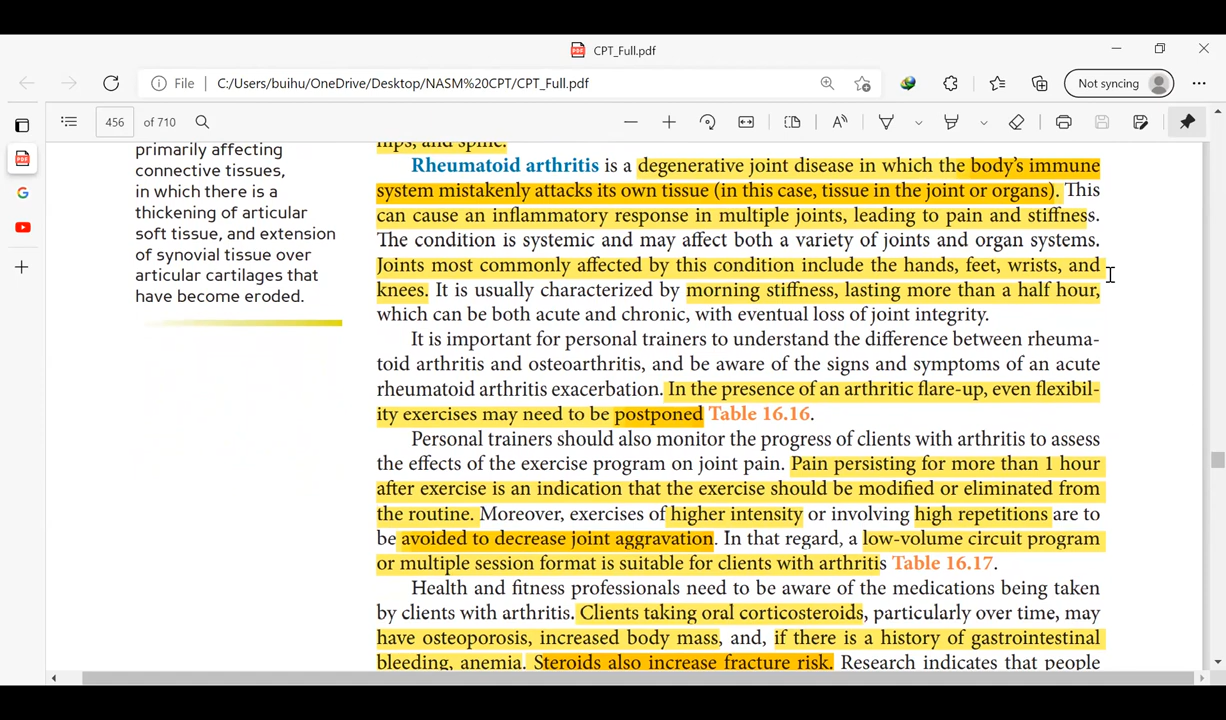 CPT_Full.pdf
File
C:/Users/buihu/OneDrive/Desktop/NASM%20CPT/CPT_Full.pdf
Not syncing
456 of 710
primarily affecting
connective tissues,
in which there is a
thickening of articular
soft tissue, and extension
of synovial tissue over
articular cartilages that
have become eroded.
hips, and spine.
Rheumatoid arthritis is a degenerative joint disease in which the body's immune
system mistakenly attacks its own tissue (in this case, tissue in the joint or organs). This
can cause an inflammatory response in multiple joints, leading to pain and stiffness.
The condition is systemic and may affect both a variety of joints and organ systems.
Joints most commonly affected by this condition include the hands, feet, wrists, and
knees. It is usually characterized by morning stiffness, lasting more than a half hour,
which can be both acute and chronic, with eventual loss of joint integrity.
It is important for personal trainers to understand the difference between rheuma-
toid arthritis and osteoarthritis, and be aware of the signs and symptoms of an acute
rheumatoid arthritis exacerbation. In the presence of an arthritic flare-up, even flexibil-
ity exercises may need to be postponed Table 16.16.
Personal trainers should also monitor the progress of clients with arthritis to assess
the effects of the exercise program on joint pain. Pain persisting for more than 1 hour
after exercise is an indication that the exercise should be modified or eliminated from
the routine. Moreover, exercises of higher intensity or involving high repetitions are to
be avoided to decrease joint aggravation. In that regard, a low-volume circuit program
or multiple session format is suitable for clients with arthritis Table 16.17.
Health and fitness professionals need to be aware of the medications being taken
by clients with arthritis. Clients taking oral corticosteroids, particularly over time, may
have osteoporosis, increased body mass, and, if there is a history of gastrointestinal
bleeding, anemia. Steroids also increase fracture risk. Research indicates that people